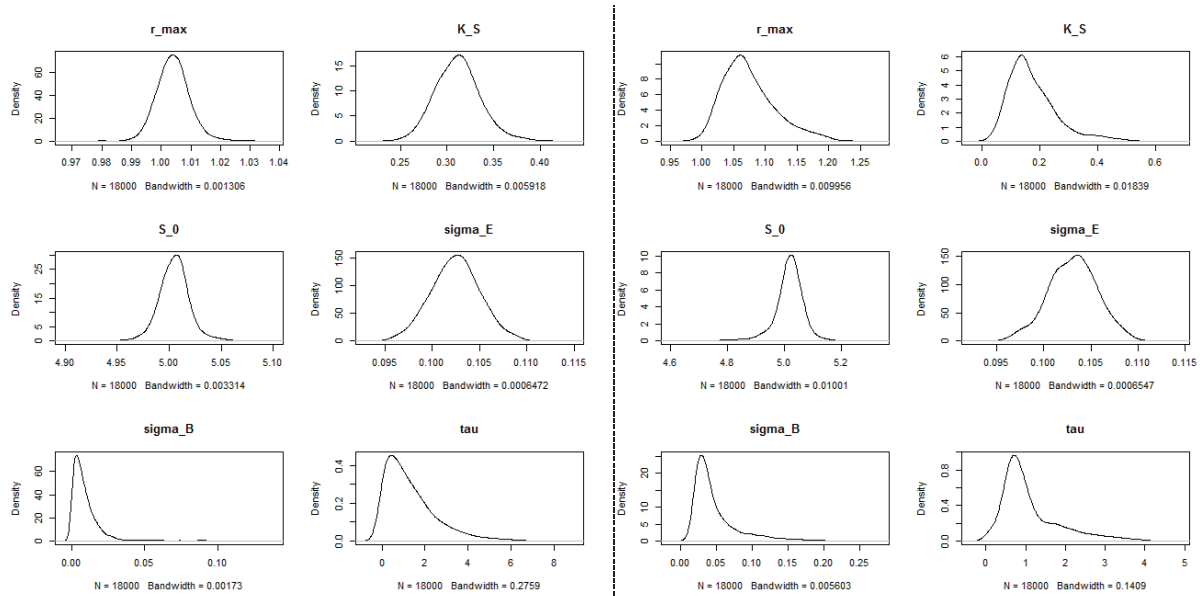 r_max
Density
0 20 40 60
0.97 0.98 0.99 1.00 1.01 1.02 1.03 1.04
N = 18000 Bandwidth = 0.001306
K_S
Density
0 5 10 15
0.25 0.30 0.35 0.40
N = 18000 Bandwidth = 0.005918
S_0
Density
0 5 15 25
4.90 4.95 5.00 5.05 5.10
N = 18000 Bandwidth = 0.003314
sigma_E
Density
0 50 100 150
0.095 0.100 0.105 0.110 0.115
N = 18000 Bandwidth = 0.0006472
sigma_B
Density
0 20 40 60
0.00 0.05 0.10
N = 18000 Bandwidth = 0.00173
tau
Density
0.0 0.2 0.4
0 2 4 6 8
N = 18000 Bandwidth = 0.2759
r_max
Density
0 2 4 6 8
0.95 1.00 1.05 1.10 1.15 1.20 1.25
N = 18000 Bandwidth = 0.009956
K_S
Density
0 1 2 3 4 5 6
0.0 0.2 0.4 0.6
N = 18000 Bandwidth = 0.01839
S_0
Density
0 2 4 6 8 10
4.6 4.8 5.0 5.2
N = 18000 Bandwidth = 0.01001
sigma_E
Density
0 50 100 150
0.095 0.100 0.105 0.110 0.115
N = 18000 Bandwidth = 0.0006547
sigma_B
Density
0 5 10 20
0.00 0.05 0.10 0.15 0.20 0.25
N = 18000 Bandwidth = 0.005603
tau
Density
0.0 0.4 0.8
0 1 2 3 4 5
N = 18000 Bandwidth = 0.1409